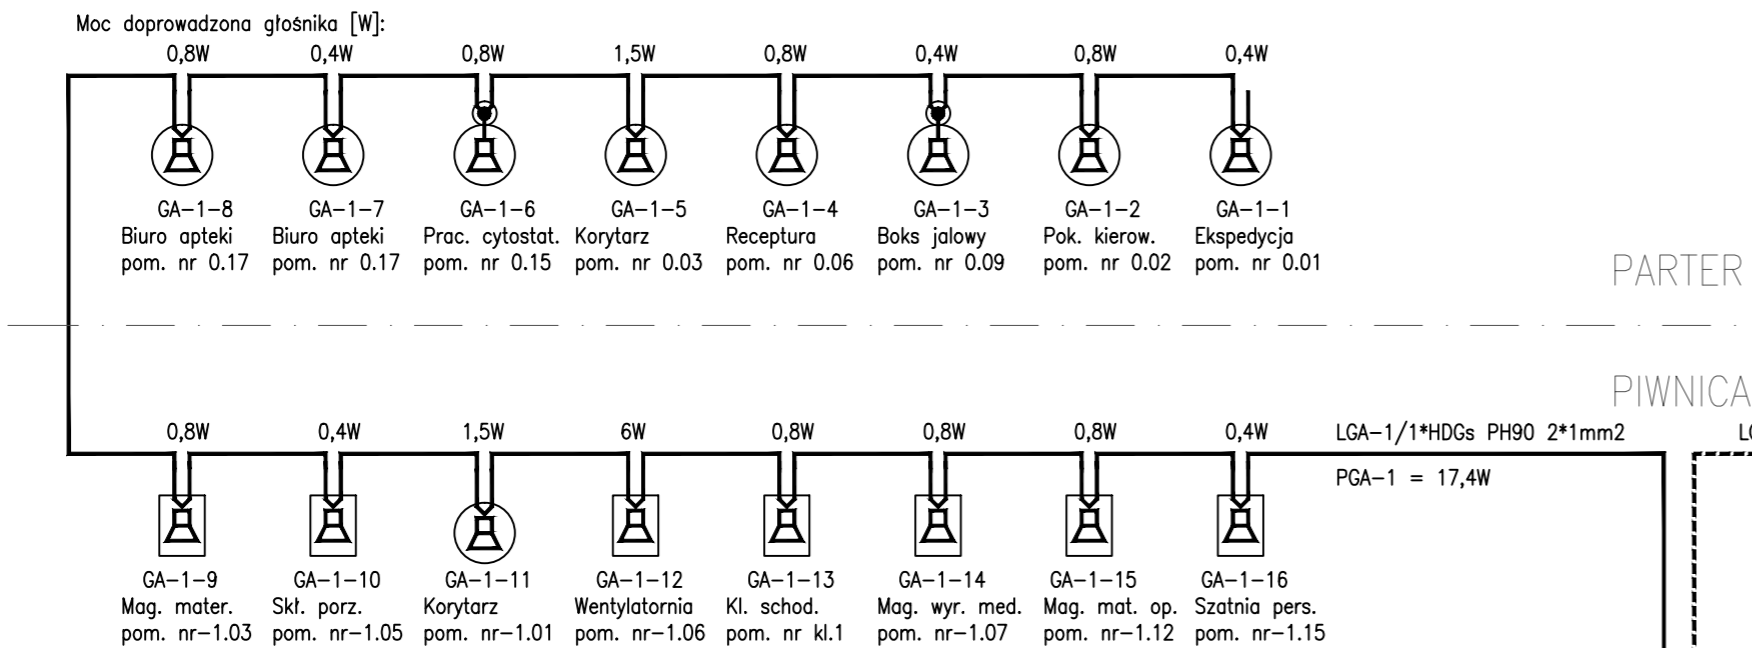 Moc doprowadzona głośnika [W]:
0,8W 0,4W 0,8W 1,5W 0,8W 0,4W 0,8W 0,4W
GA-1-8 GA-1-7 GA-1-6 GA-1-5 GA-1-4 GA-1-3 GA-1-2 GA-1-1
Biuro apteki Biuro apteki Prac. cytostat. Korytarz Receptura Boks jalowy Pok. kierow. Ekspedycja
pom. nr 0.17 pom. nr 0.17 pom. nr 0.15 pom. nr 0.03 pom. nr 0.06 pom. nr 0.09 pom. nr 0.02 pom. nr 0.01
PARTER
PIWNICA
0,8W 0,4W 1,5W 6W 0,8W 0,8W 0,8W 0,4W LGA-1/1*HDGs PH90 2*1mm2
PGA-1 = 17,4W
GA-1-9 GA-1-10 GA-1-11 GA-1-12 GA-1-13 GA-1-14 GA-1-15 GA-1-16
Mag. mater. Skł. porz. Korytarz Wentylatornia Kl. schod. Mag. wyr. med. Mag. mat. op. Szatnia pers.
pom. nr-1.03 pom. nr-1.05 pom. nr-1.01 pom. nr-1.06 pom. nr kl.1 pom. nr-1.07 pom. nr-1.12 pom. nr-1.15